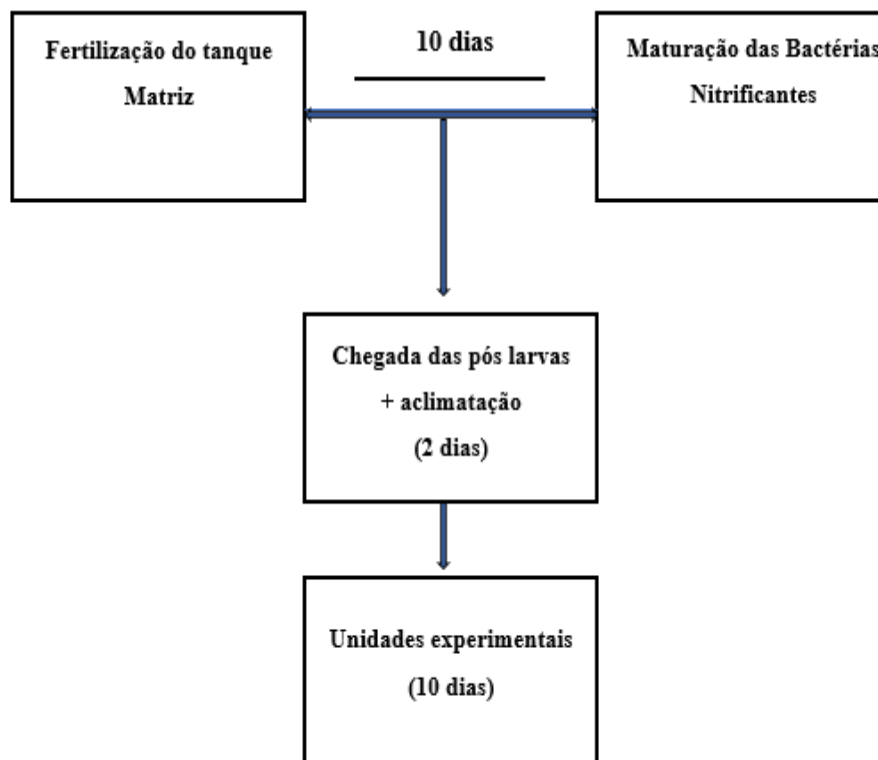 Fertilização do tanque
Matriz
10 dias
Maturação das Bactérias
Nitrificantes
Chegada das pós larvas
+ aclimatação
(2 dias)
Unidades experimentais
(10 dias)